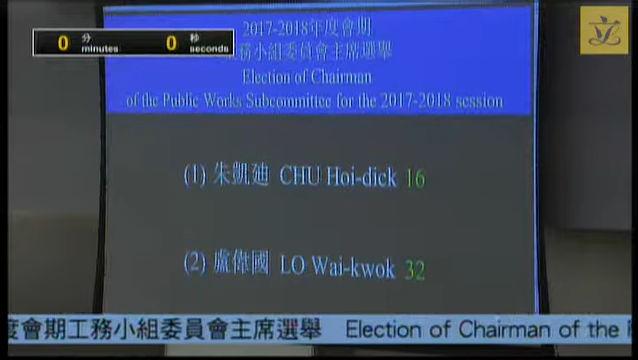 0 分 minutes 0 秒 seconds
2017-2018年度會期
工務小組委員會主席選舉
Election of Chairman
of the Public Works Subcommittee for the 2017-2018 session
(1) 朱凱廸 CHU Hoi-dick 16
(2) 盧偉國 LO Wai-kwok 32
度會期工務小組委員會主席選舉 Election of Chairman of the